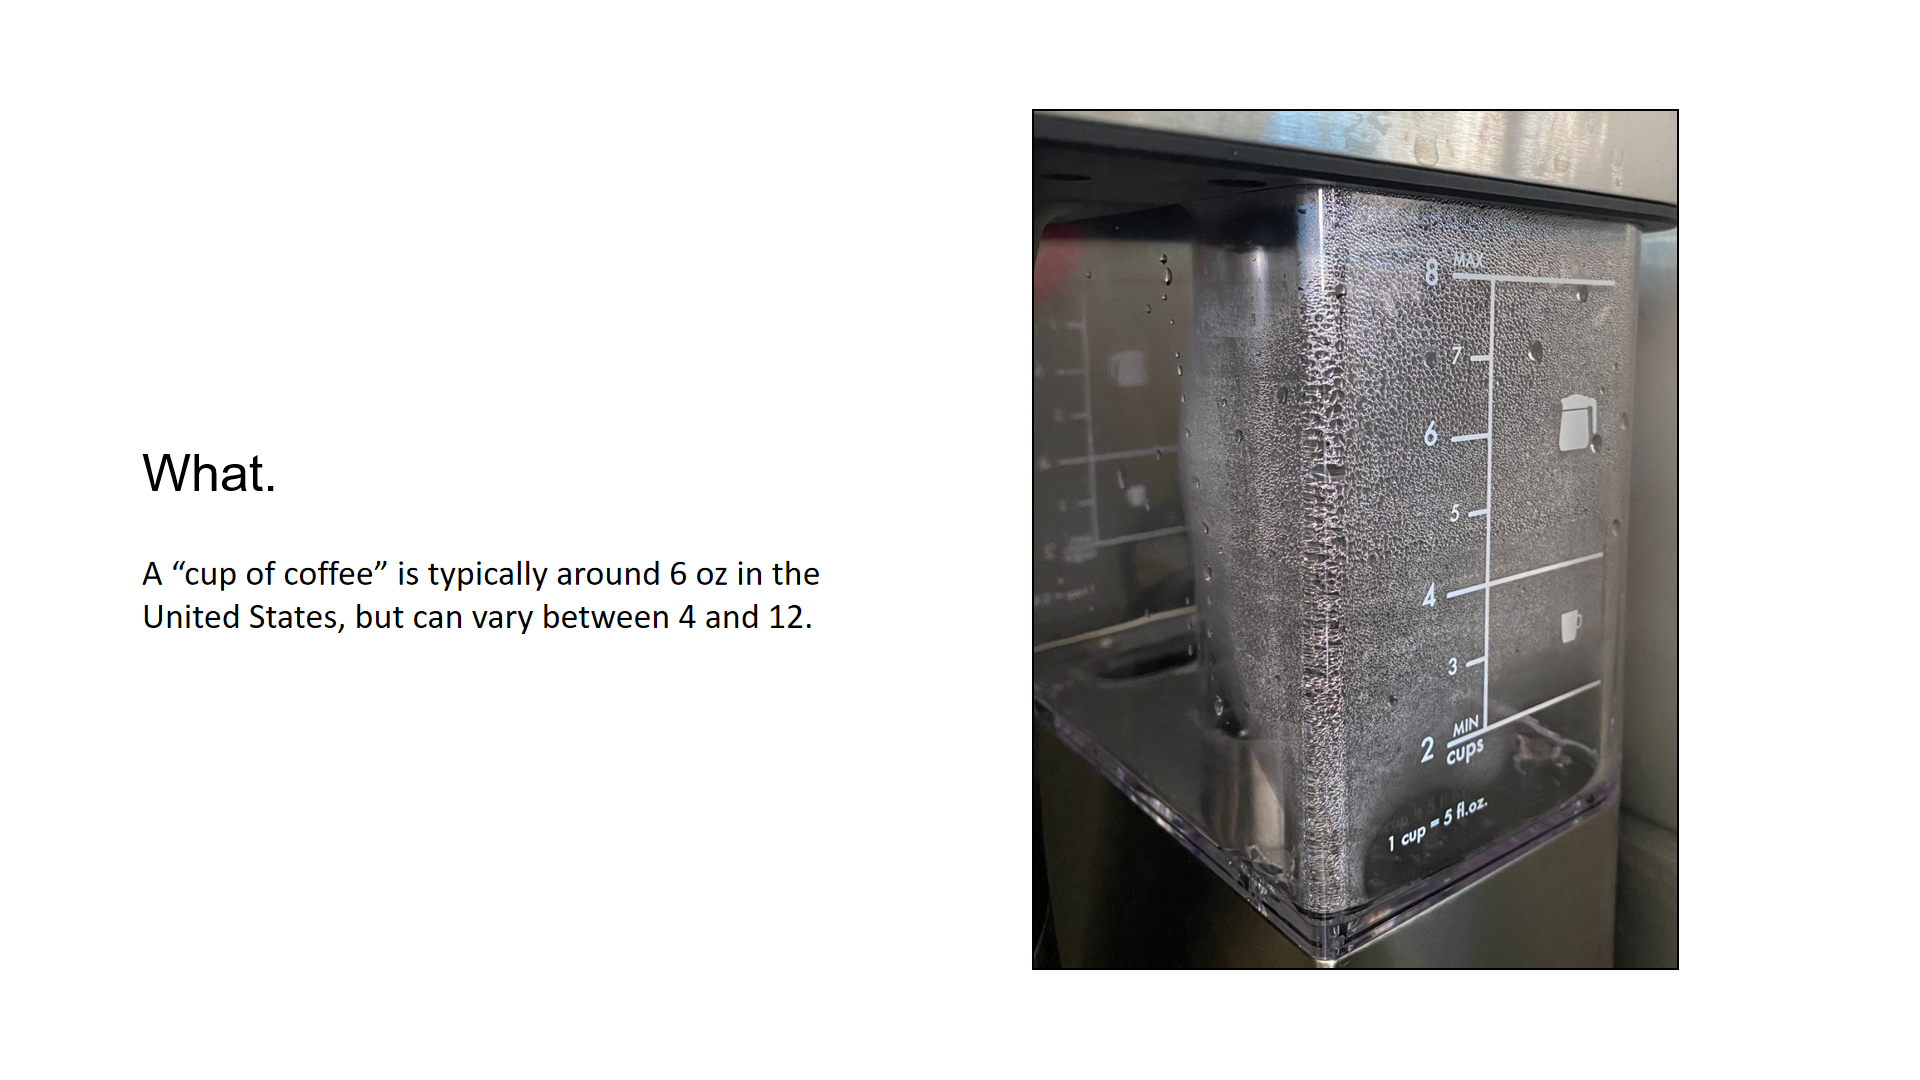 What.
A “cup of coffee” is typically around 6 oz in the
United States, but can vary between 4 and 12.
8 MAX
7
6
5
4
3
2 MIN
cups
1 cup = 5 fl.oz.